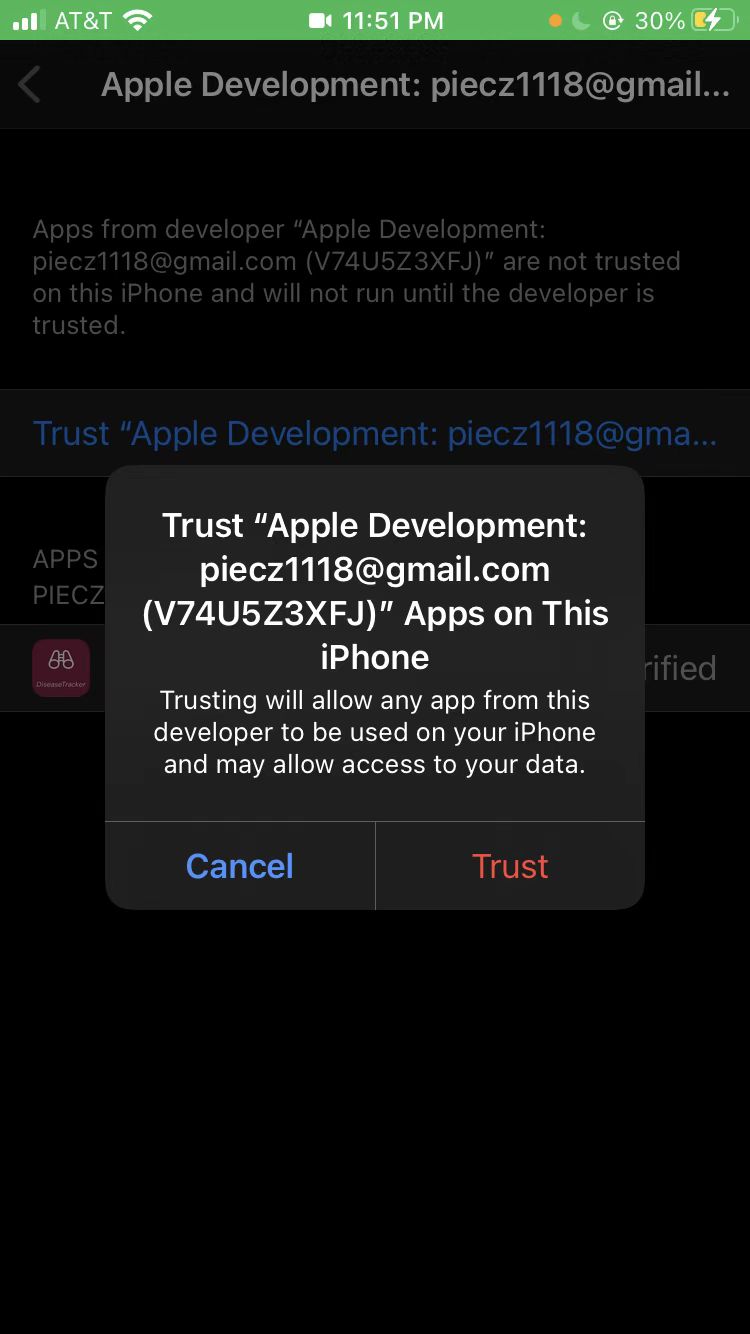 AT&T 11:51 PM 30%
Apple Development: piecz1118@gmail...
Apps from developer “Apple Development:
piecz1118@gmail.com (V74U5Z3XFJ)” are not trusted
on this iPhone and will not run until the developer is
trusted.
Trust “Apple Development: piecz1118@gma...
Trust “Apple Development:
piecz1118@gmail.com
(V74U5Z3XFJ)” Apps on This
iPhone
Trusting will allow any app from this
developer to be used on your iPhone
and may allow access to your data.
Cancel Trust
APPS
PIECZ
DiseaseTracker
rified